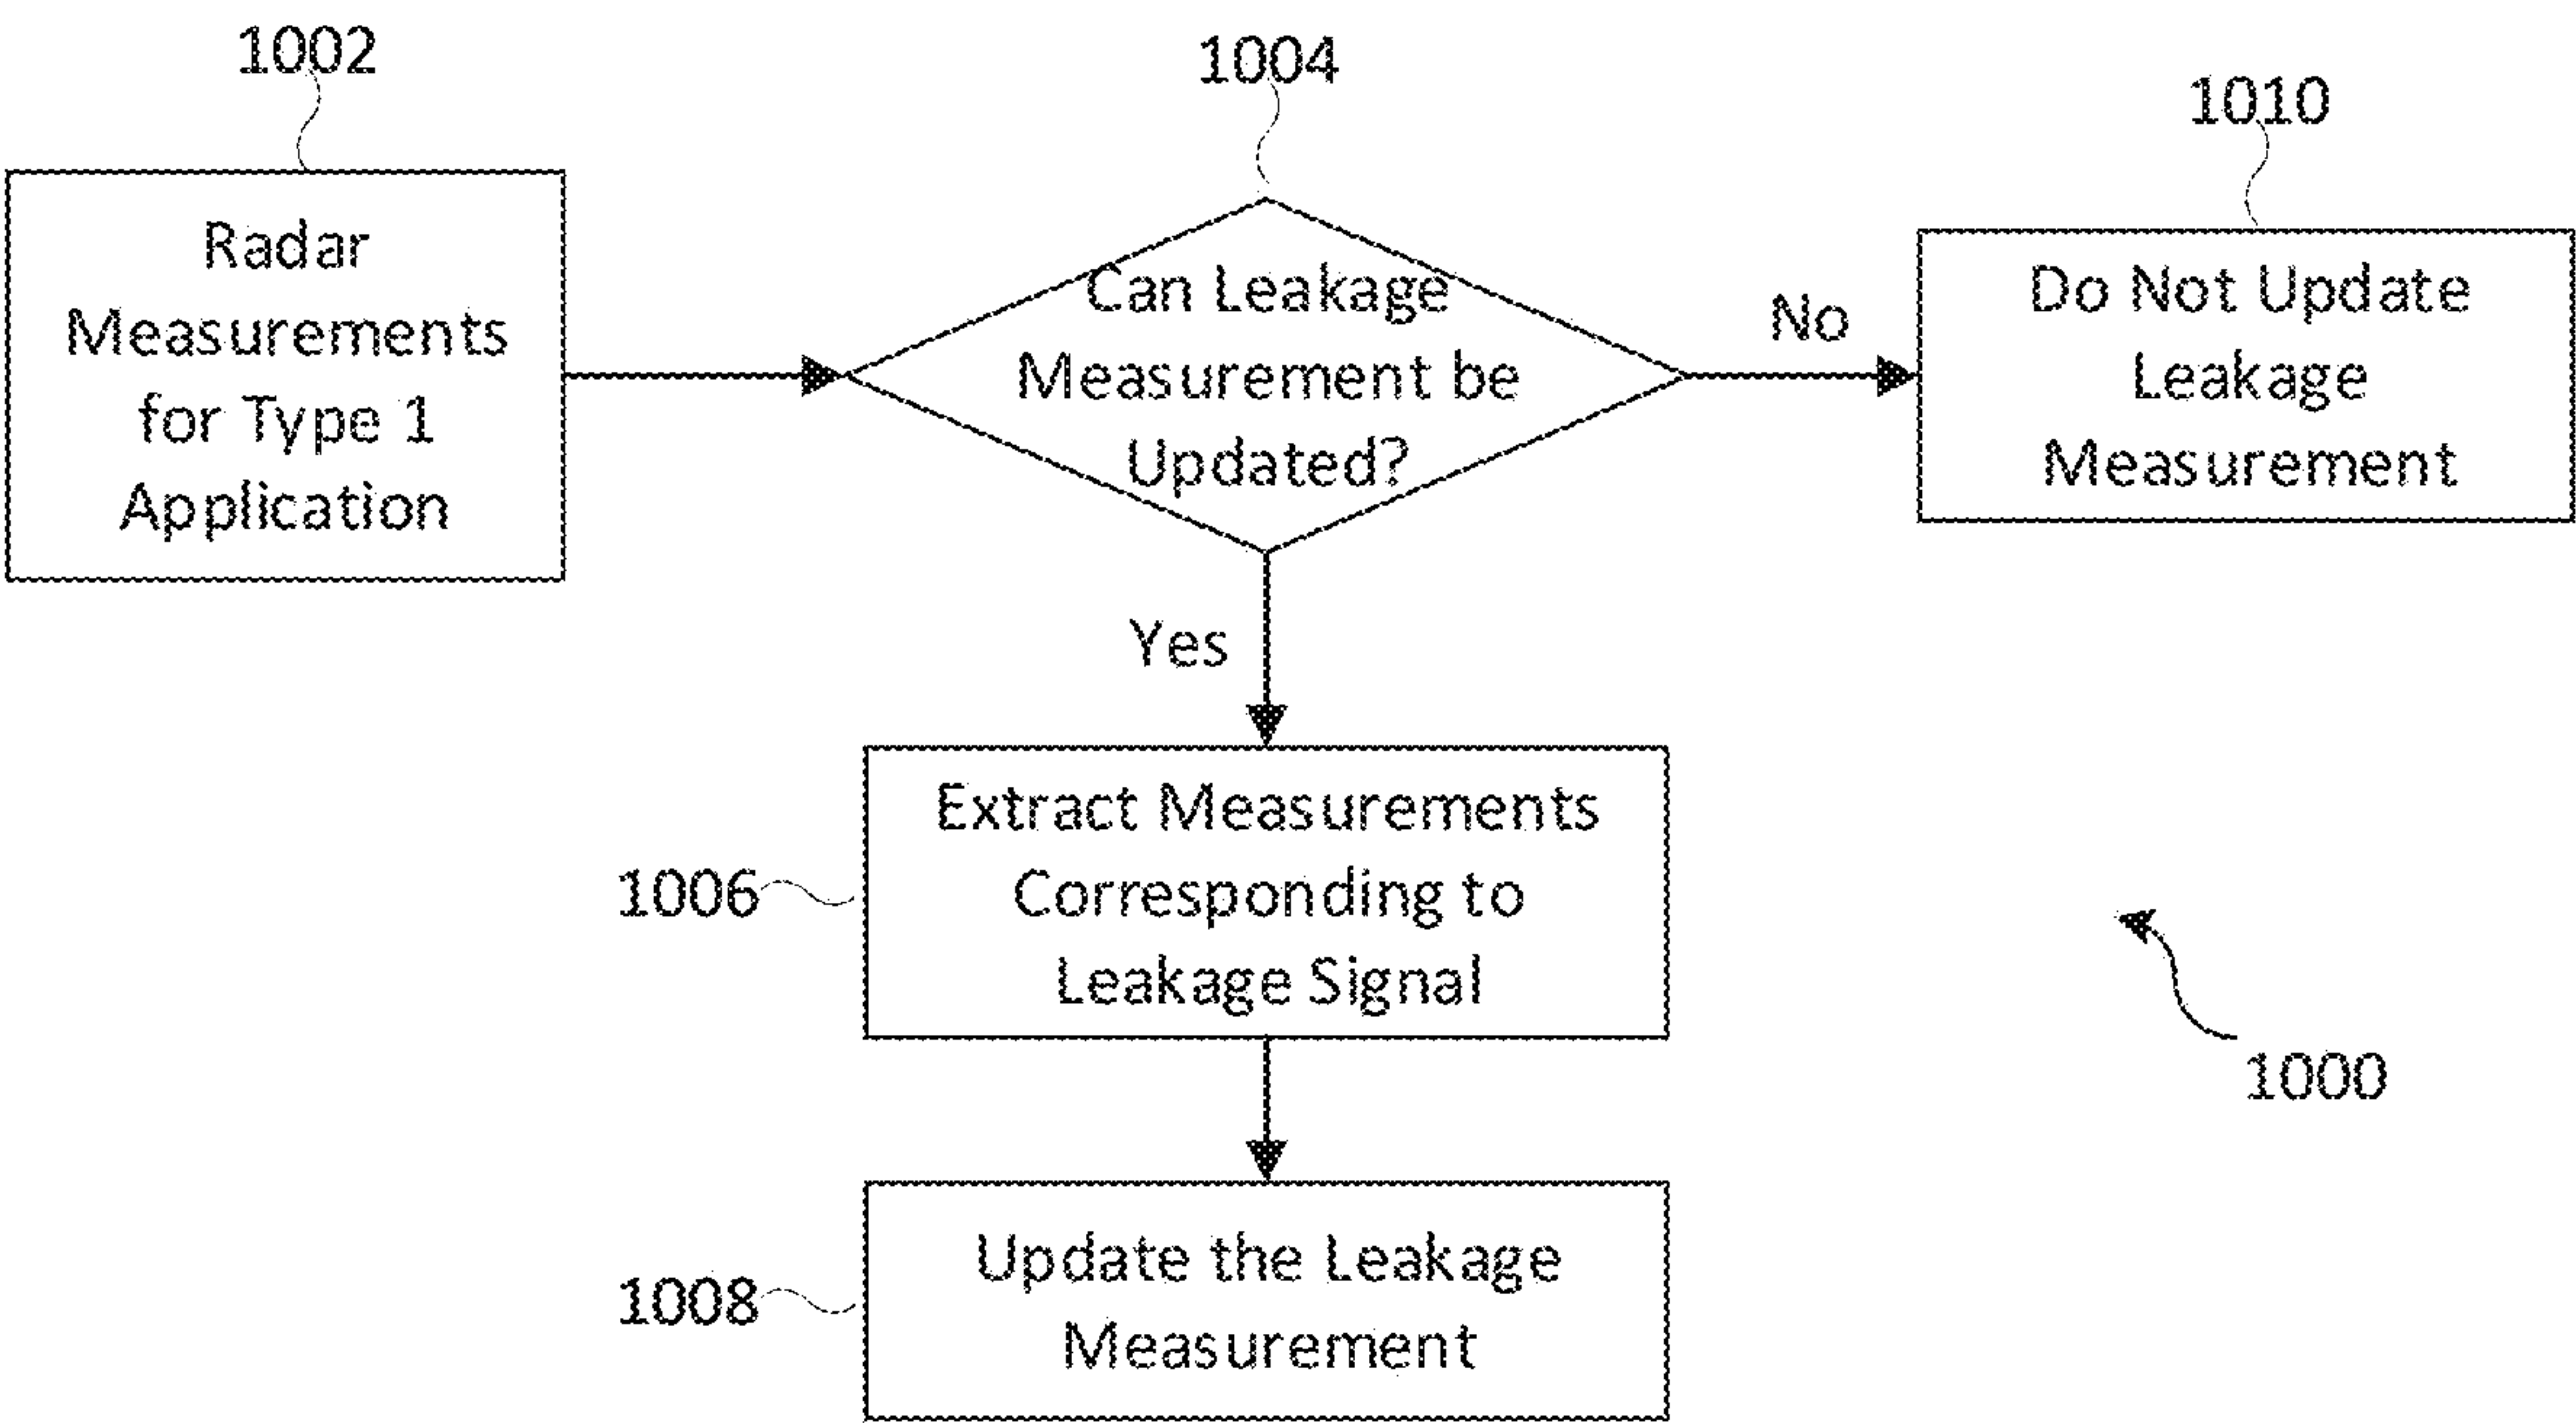 1002
Radar
Measurements
for Type 1
Application
1004
Can Leakage
Measurement be
Updated?
No
1010
Do Not Update
Leakage
Measurement
Yes
1006
Extract Measurements
Corresponding to
Leakage Signal
1008
Update the Leakage
Measurement
1000